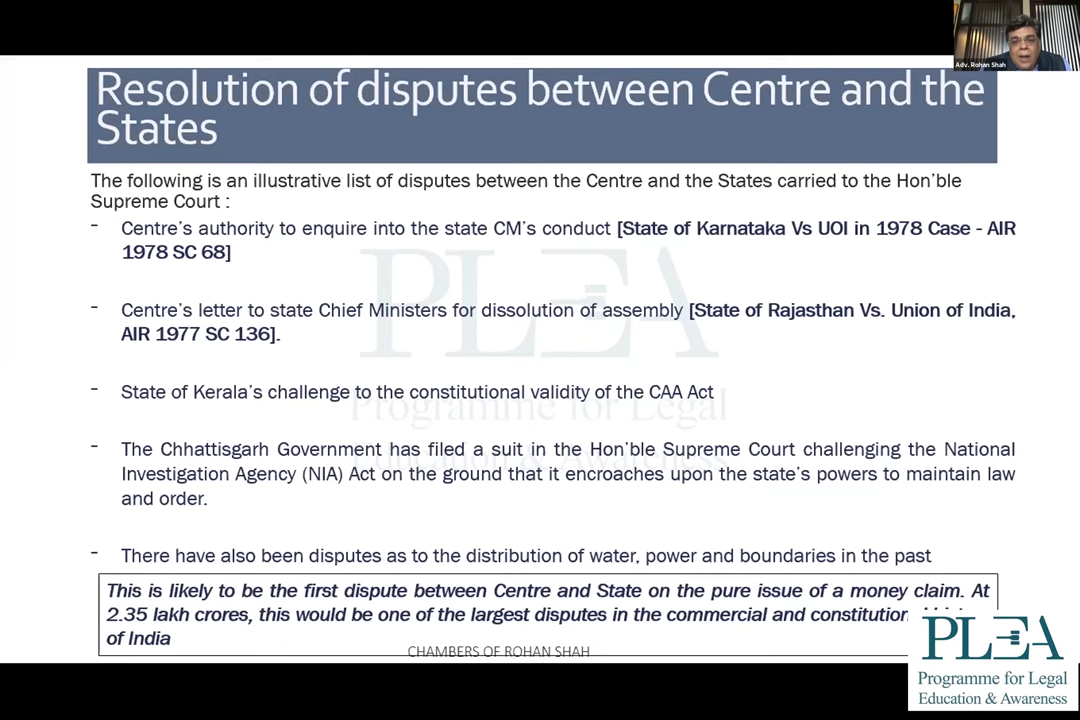 Adv. Rohan Shah
Resolution of disputes between Centre and the
States
The following is an illustrative list of disputes between the Centre and the States carried to the Hon'ble
Supreme Court :
- Centre's authority to enquire into the state CM's conduct [State of Karnataka Vs UOI in 1978 Case - AIR
1978 SC 68]
- Centre's letter to state Chief Ministers for dissolution of assembly [State of Rajasthan Vs. Union of India,
AIR 1977 SC 136].
PLEA
- State of Kerala's challenge to the constitutional validity of the CAA Act
Programme for Legal
- The Chhattisgarh Government has filed a suit in the Hon'ble Supreme Court challenging the National
Education & Awareness
Investigation Agency (NIA) Act on the ground that it encroaches upon the state's powers to maintain law
and order.
- There have also been disputes as to the distribution of water, power and boundaries in the past
This is likely to be the first dispute between Centre and State on the pure issue of a money claim. At
2.35 lakh crores, this would be one of the largest disputes in the commercial and
of India
CHAMBERS OF ROHAN SHAH
PLEA
Programme for Legal
Education & Awareness